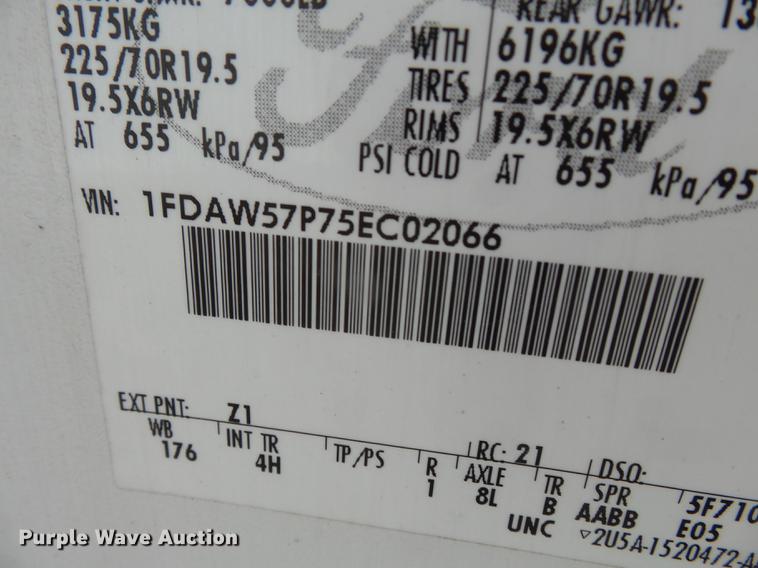 REAR GAWR: 13
3175KG WITH 6196KG
225/70R19.5 TIRES 225/70R19.5
19.5X6RW RIMS 19.5X6RW
AT 655 kPa/95 PSI COLD AT 655 kPa/95
VIN: 1FDAW57P75EC02066
EXT PNT: Z1 RC: 21 DSO:
WB INT TR TP/PS R AXLE TR SPR
176 4H 1 8L B AABB 5F710
UNC E05
▽2U5A-1520472-A
Purple Wave Auction